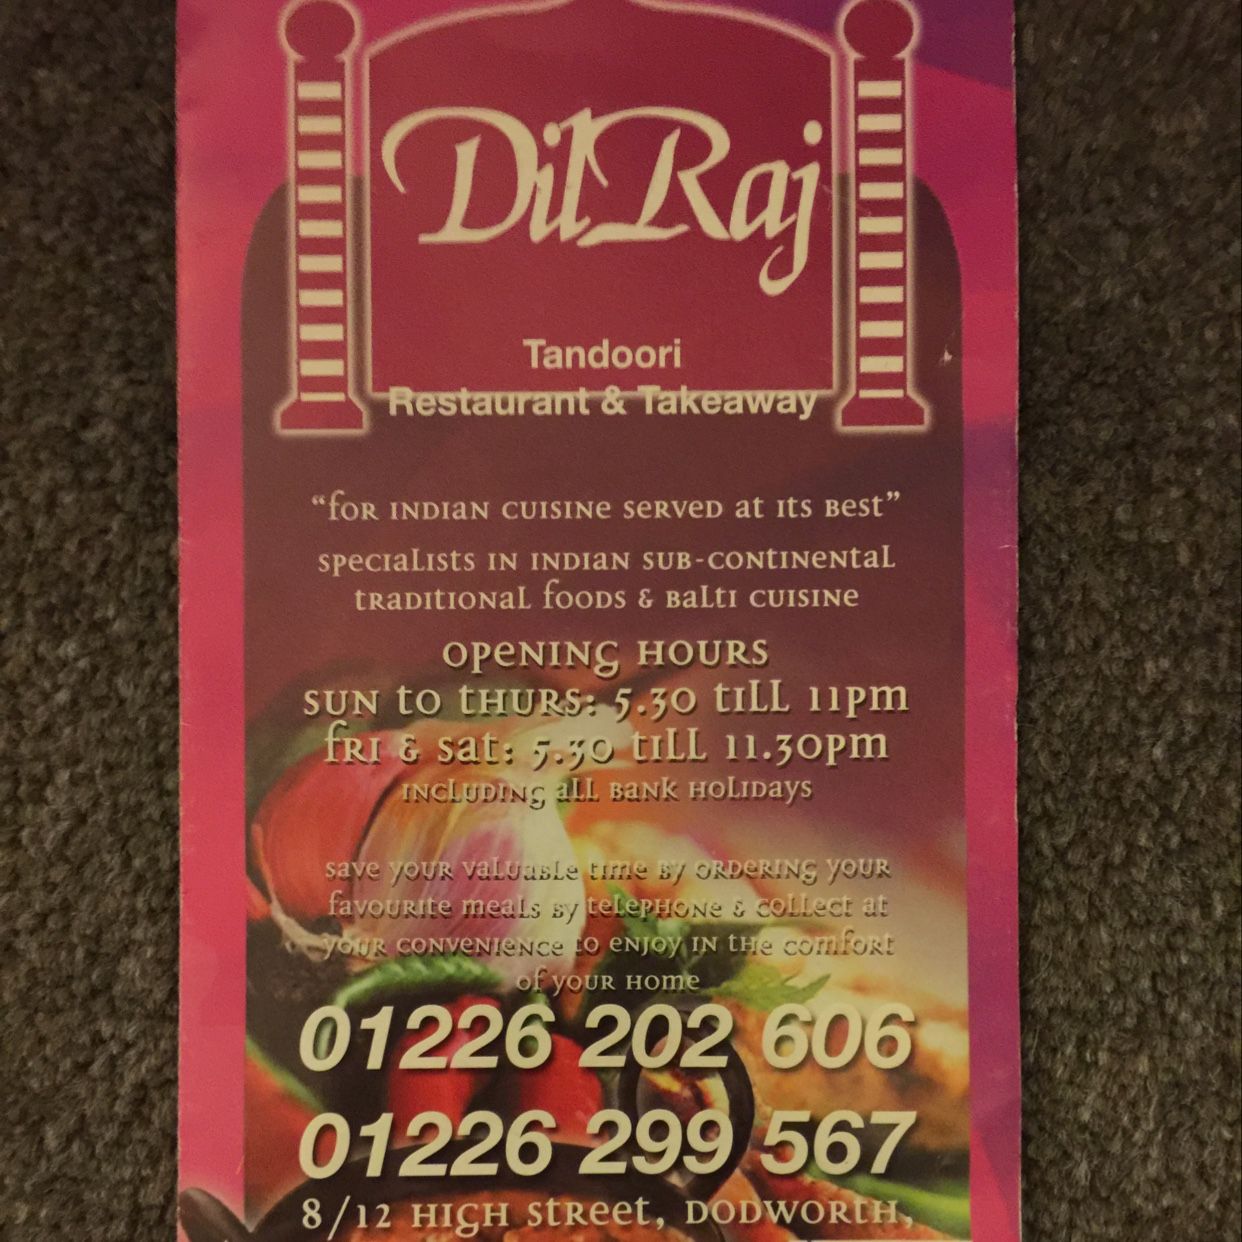 Dil Raj
Tandoori
Restaurant & Takeaway
“for Indian cuisine served at its best”
specialists in Indian sub-continental
traditional foods & Balti cuisine
opening hours
Sun to Thurs: 5.30 till 11pm
Fri & Sat: 5.30 till 11.30pm
including all bank holidays
save your valuable time by ordering your
favourite meals by telephone & collect at
your convenience to enjoy in the comfort
of your home
01226 202 606
01226 299 567
8/12 High Street, Dodworth,